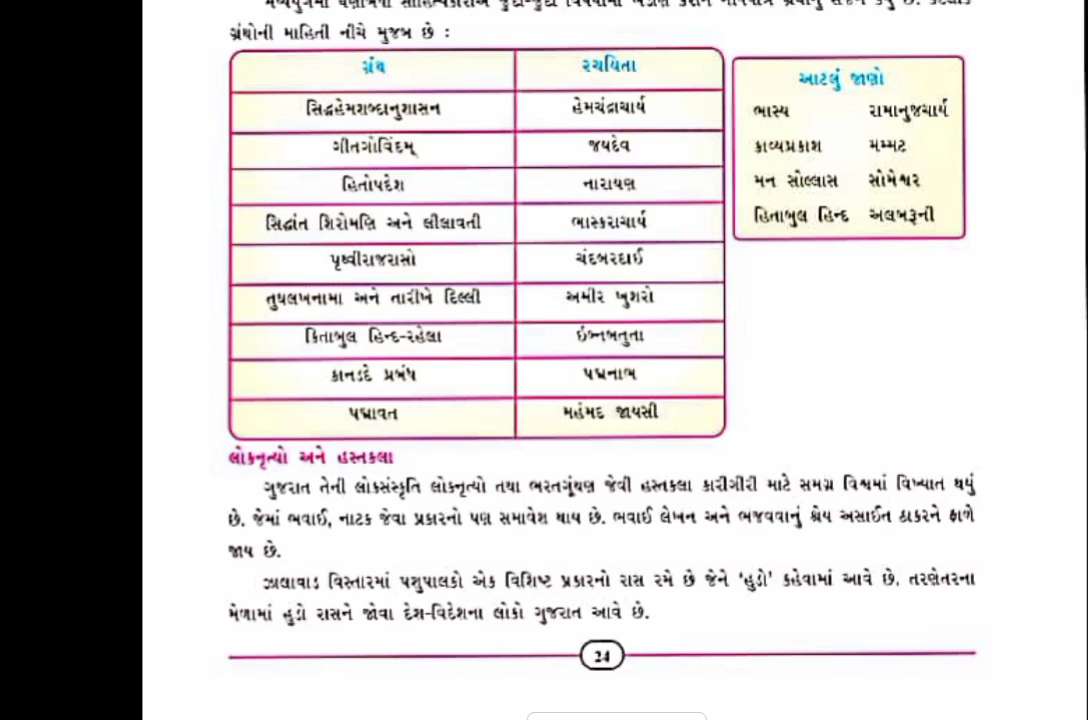 ગ્રંથોની માહિતી નીચે મુજબ છે :
ગ્રંથ રચયિતા
સિદ્ધહેમશબ્દાનુશાસન હેમચંદ્રાચાર્ય
ગીતગોવિંદમ્ જયદેવ
હિતોપદેશ નારાયણ
સિદ્ધાંત શિરોમણિ અને લીલાવતી ભાસ્કરાચાર્ય
પૃથ્વીરાજરાસો ચંદબરદાઈ
તુઘલખનામા અને તારીખે દિલ્લી અમીર ખુશરો
કિતાબુલ હિન્દ-રહેલા ઇબ્નબતુતા
કાનડદે પ્રબંધ પદ્મનાભ
પદ્માવત મહંમદ જાયસી
આટલું જાણો
ભાસ્ય રામાનુજચાર્ય
કાવ્યપ્રકાશ મમ્મટ
મન સોલ્લાસ સોમેશ્વર
હિતાબુલ હિન્દ અલબરૂની
લોકનૃત્યો અને હસ્તકલા
ગુજરાત તેની લોકસંસ્કૃતિ લોકનૃત્યો તથા ભરતગૂંથણ જેવી હસ્તકલા કારીગીરી માટે સમગ્ર વિશ્વમાં વિખ્યાત થયું
છે. જેમાં ભવાઈ, નાટક જેવા પ્રકારનો પણ સમાવેશ થાય છે. ભવાઈ લેખન અને ભજવવાનું શ્રેય અસાઈત ઠાકરને ફાળે
જાય છે.
ઝાલાવાડ વિસ્તારમાં પશુપાલકો એક વિશિષ્ટ પ્રકારનો રાસ રમે છે જેને ‘હુડો’ કહેવામાં આવે છે. તરણેતરના
મેળામાં હુડો રાસને જોવા દેશ-વિદેશના લોકો ગુજરાત આવે છે.
24